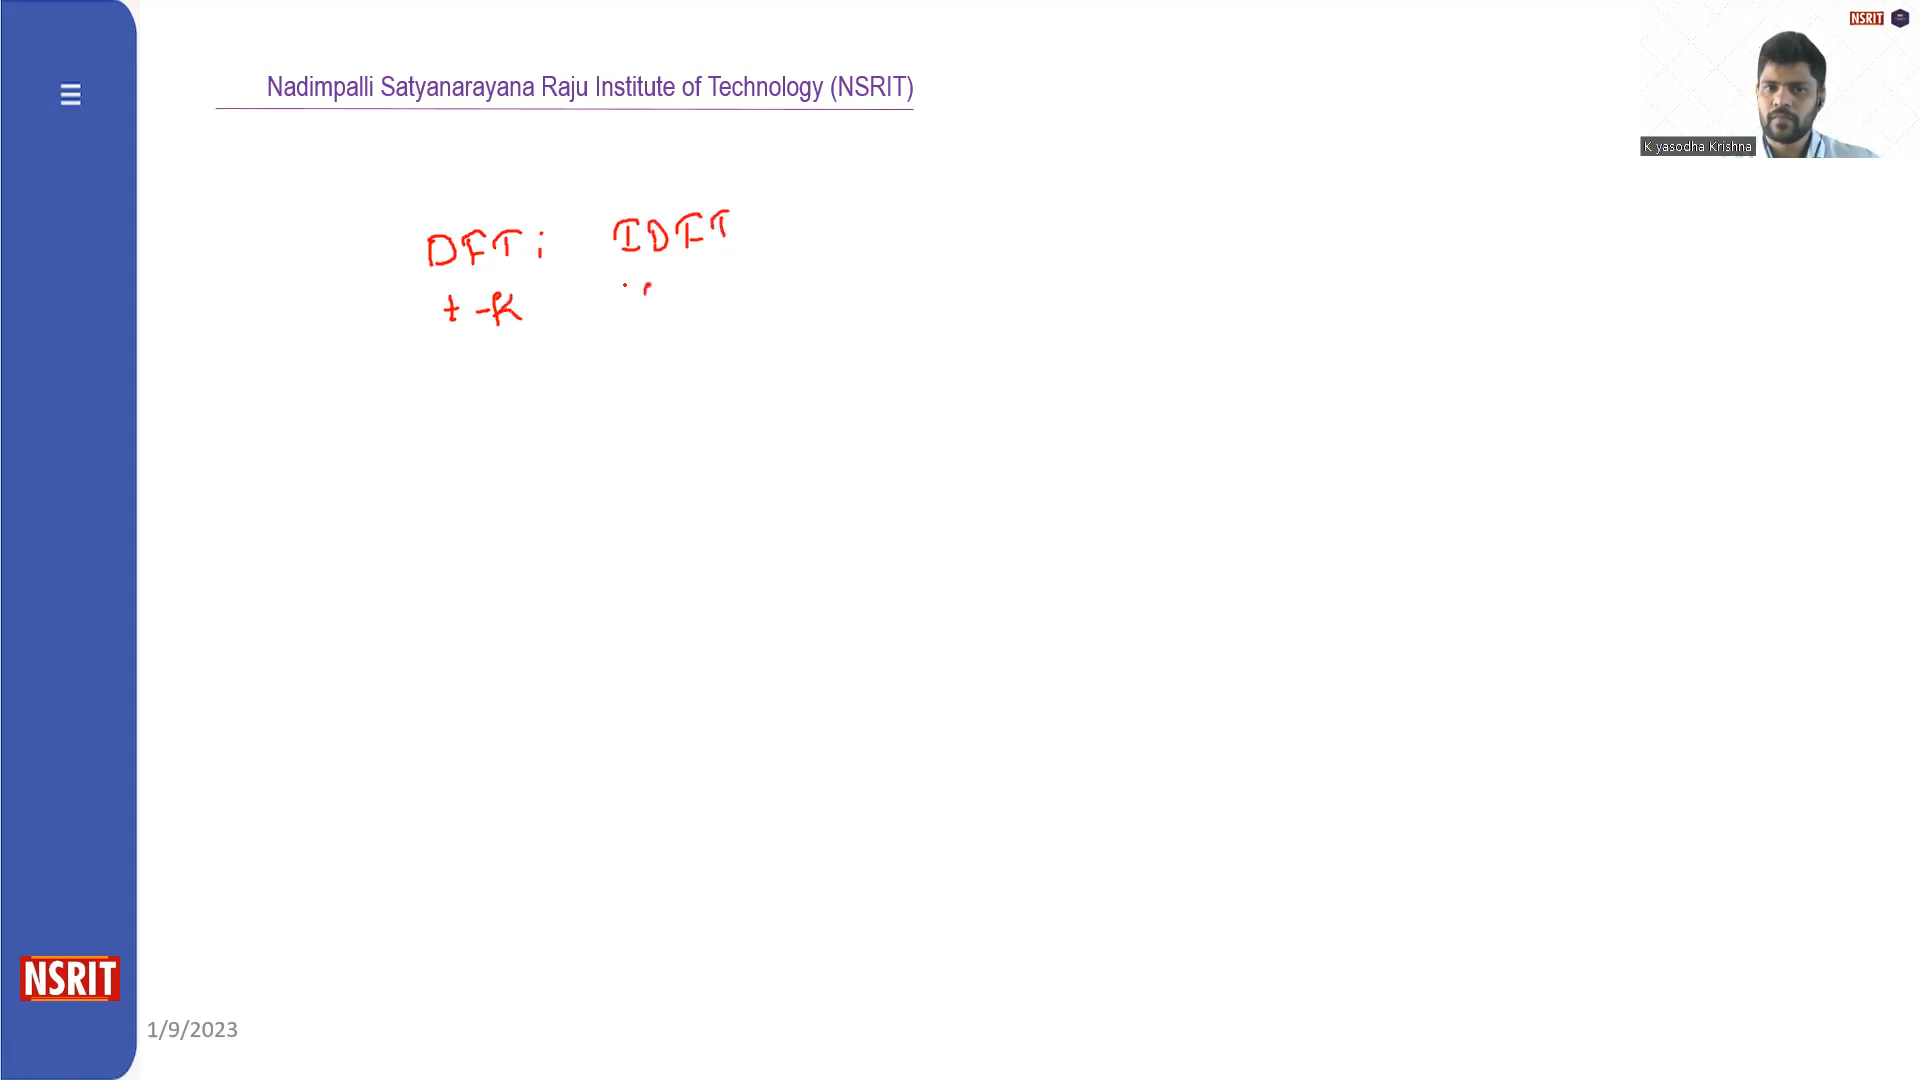 NSRIT
Nadimpalli Satyanarayana Raju Institute of Technology (NSRIT)
K yasodha Krishna
DFT; IDFT
t -k
NSRIT
1/9/2023